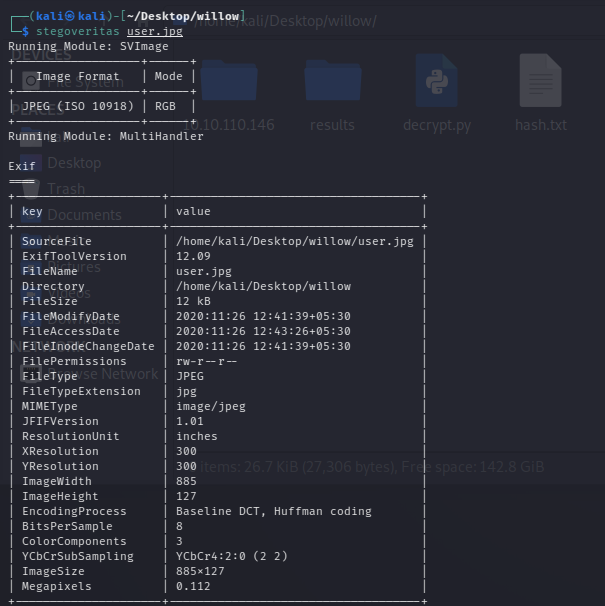 ┌──(kali㉿kali)-[~/Desktop/willow]
└─$ stegoveritas user.jpg
Running Module: SVImage
+------------------+------+
|   Image Format   | Mode |
+------------------+------+
| JPEG (ISO 10918) | RGB  |
+------------------+------+
Running Module: MultiHandler
Exif
====
+---------------------+--------------------------------------+
| key                 | value                                |
+---------------------+--------------------------------------+
| SourceFile          | /home/kali/Desktop/willow/user.jpg |
| ExifToolVersion     | 12.09 |
| FileName            | user.jpg |
| Directory           | /home/kali/Desktop/willow |
| FileSize            | 12 kB |
| FileModifyDate      | 2020:11:26 12:41:39+05:30 |
| FileAccessDate      | 2020:11:26 12:43:26+05:30 |
| FileInodeChangeDate | 2020:11:26 12:41:39+05:30 |
| FilePermissions     | rw-r--r-- |
| FileType            | JPEG |
| FileTypeExtension   | jpg |
| MIMEType            | image/jpeg |
| JFIFVersion         | 1.01 |
| ResolutionUnit      | inches |
| XResolution         | 300 |
| YResolution         | 300 |
| ImageWidth          | 885 |
| ImageHeight         | 127 |
| EncodingProcess     | Baseline DCT, Huffman coding |
| BitsPerSample       | 8 |
| ColorComponents     | 3 |
| YCbCrSubSampling    | YCbCr4:2:0 (2 2) |
| ImageSize           | 885×127 |
| Megapixels          | 0.112 |
+---------------------+--------------------------------------+
/home/kali/Desktop/willow/
DEVICES
File System
10.10.110.146 results decrypt.py hash.txt
Desktop
Trash
Documents
Pictures
Browse Network
items: 26.7 KiB (27,306 bytes), Free space: 142.8 GiB